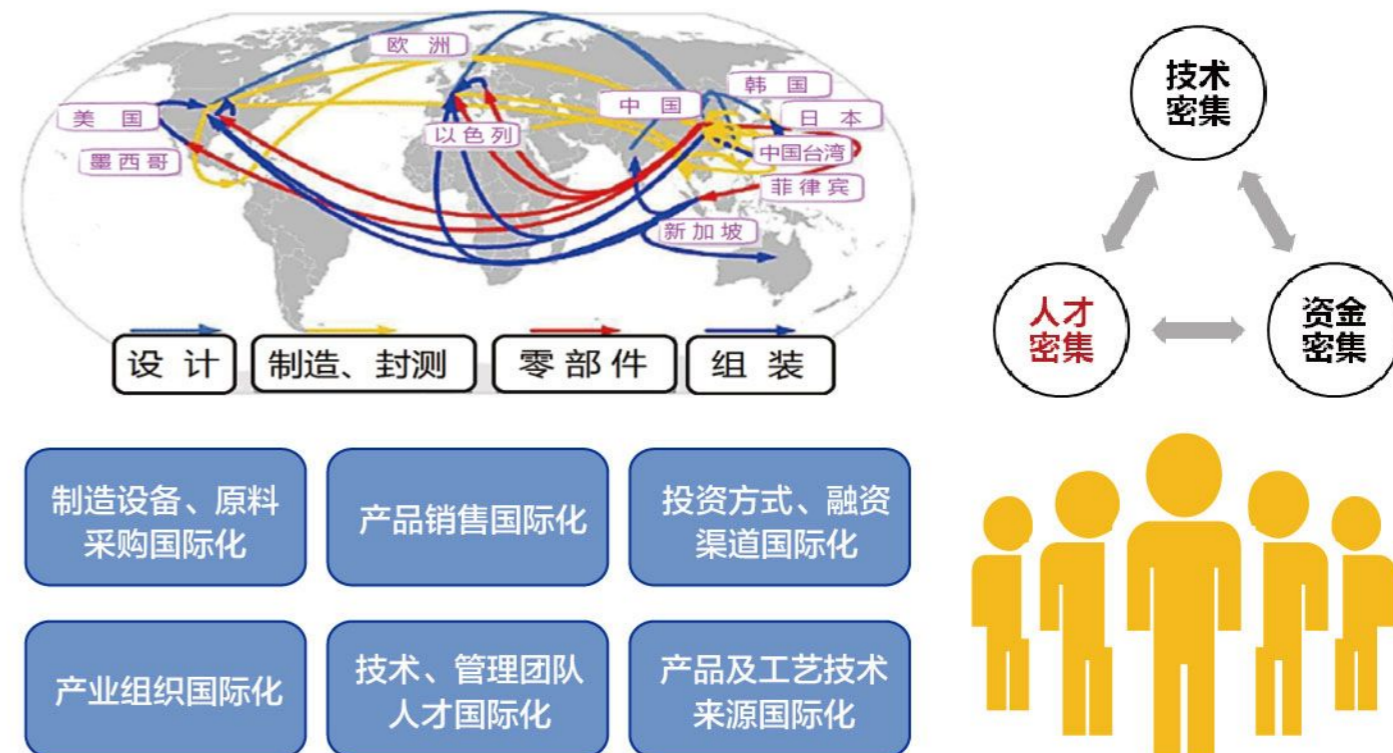 欧 洲
韩 国
中 国
美 国
日 本
以 色 列
中国台湾
墨 西 哥
菲 律 宾
新 加 坡
设 计
制造、封测
零 部 件
组 装
技术
密集
人才
密集
资金
密集
制造设备、原料
采购国际化
产品销售国际化
投资方式、融资
渠道国际化
产业组织国际化
技术、管理团队
人才国际化
产品及工艺技术
来源国际化